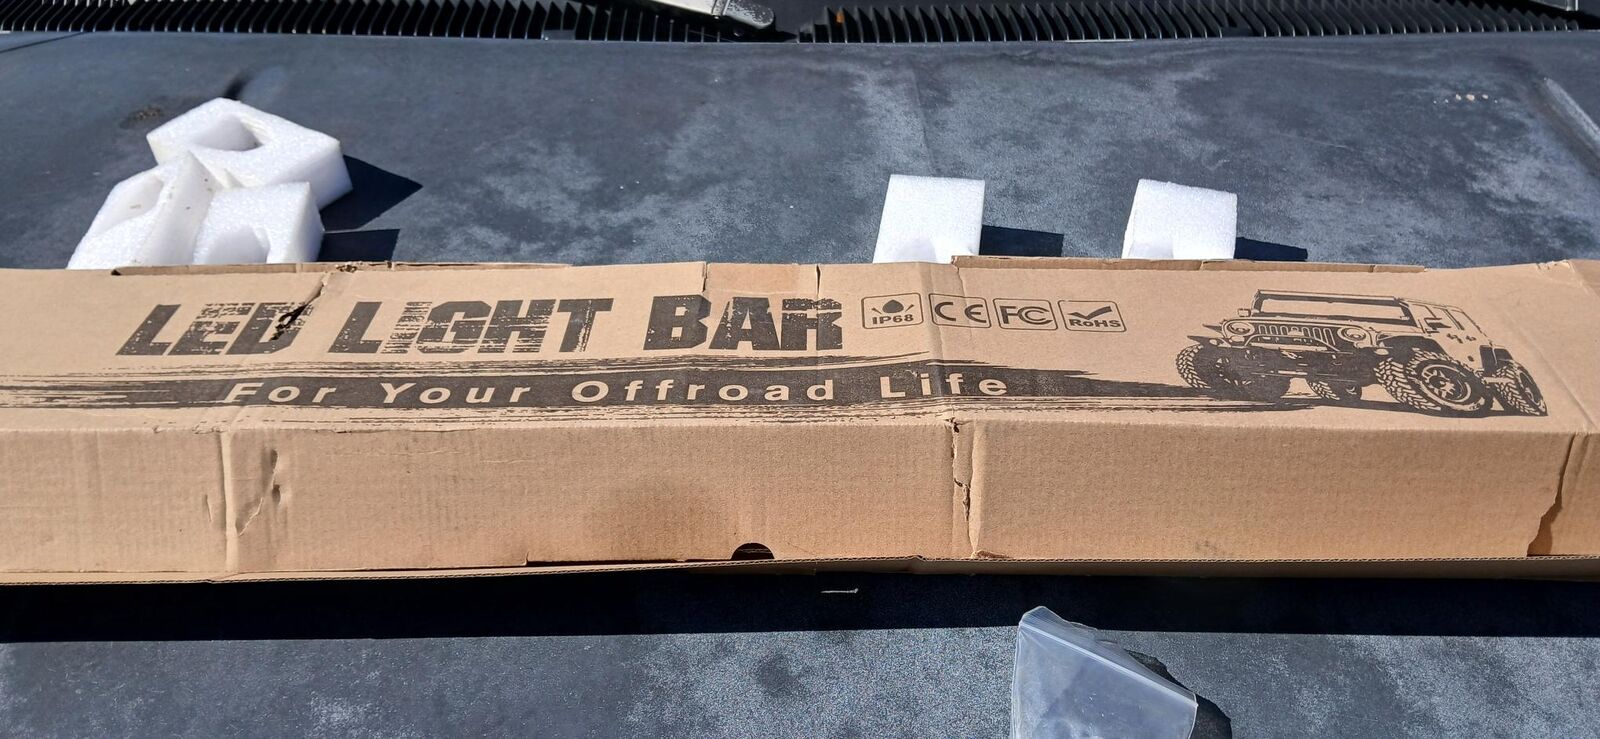 LED LIGHT BAR
IP68 CE FC RoHS
For Your Offroad Life